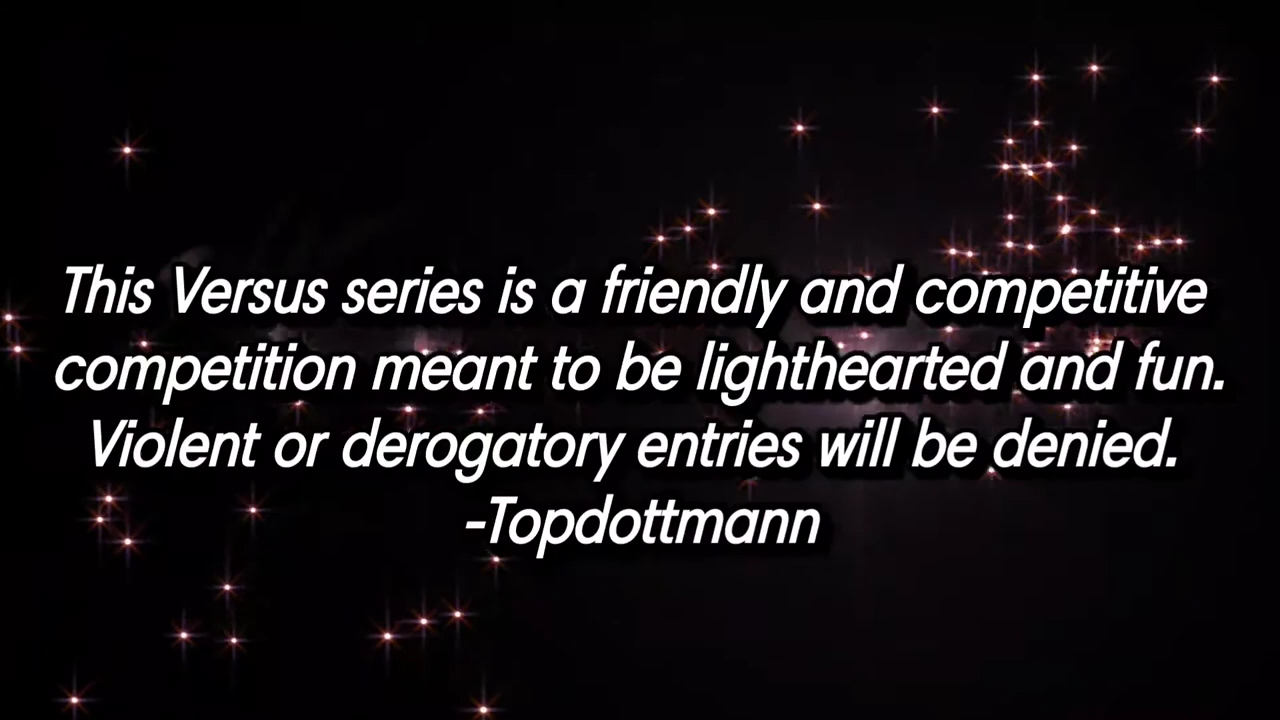 This Versus series is a friendly and competitive
competition meant to be lighthearted and fun.
Violent or derogatory entries will be denied.
-Topdottmann